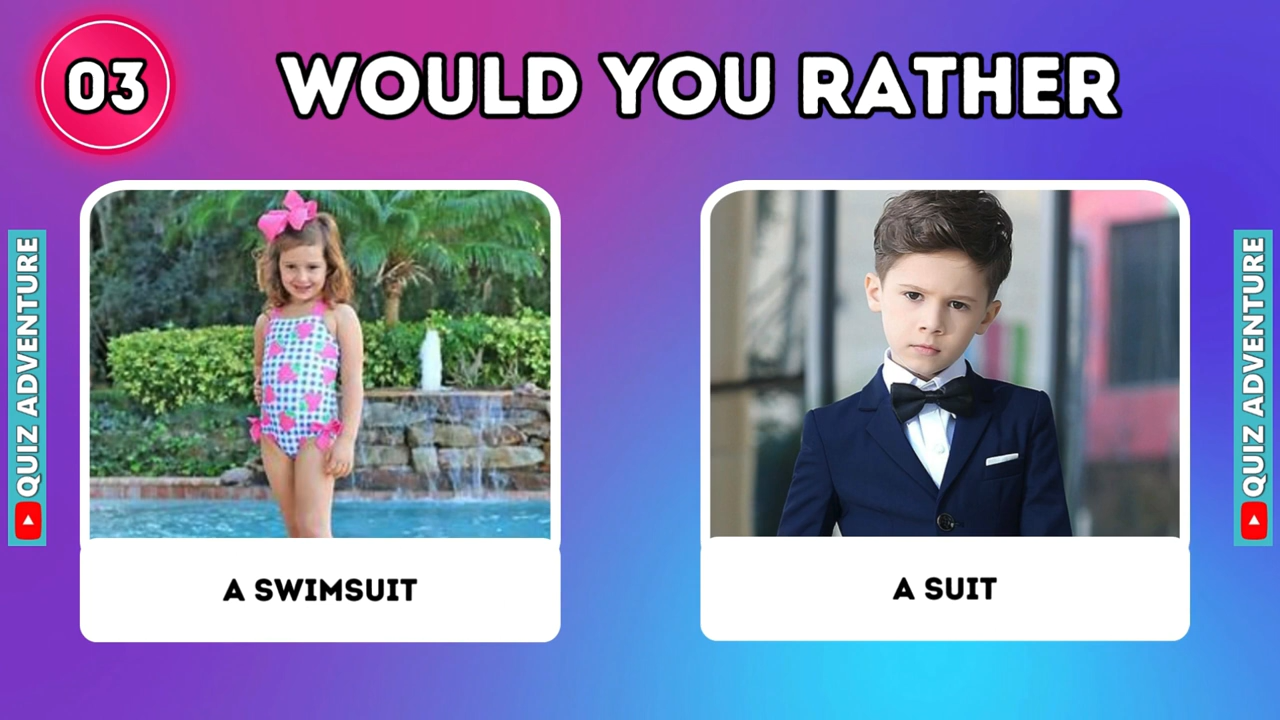 03
WOULD YOU RATHER
QUIZ ADVENTURE
A SWIMSUIT
A SUIT
QUIZ ADVENTURE